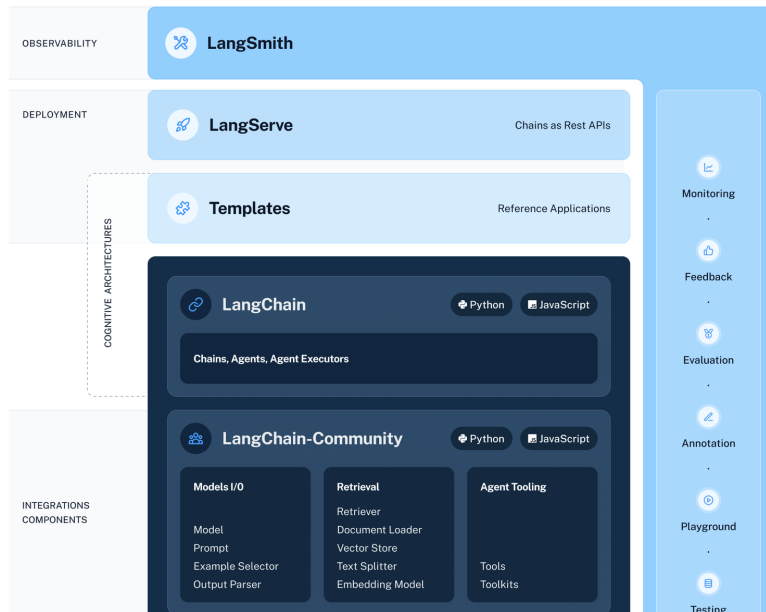 OBSERVABILITY
LangSmith
DEPLOYMENT
LangServe
Chains as Rest APIs
Templates
Reference Applications
COGNITIVE ARCHITECTURES
LangChain
Python
JavaScript
Chains, Agents, Agent Executors
INTEGRATIONS
COMPONENTS
LangChain-Community
Python
JavaScript
Models I/0
Model
Prompt
Example Selector
Output Parser
Retrieval
Retriever
Document Loader
Vector Store
Text Splitter
Embedding Model
Agent Tooling
Tools
Toolkits
Monitoring
.
Feedback
.
Evaluation
.
Annotation
.
Playground
.
Testing